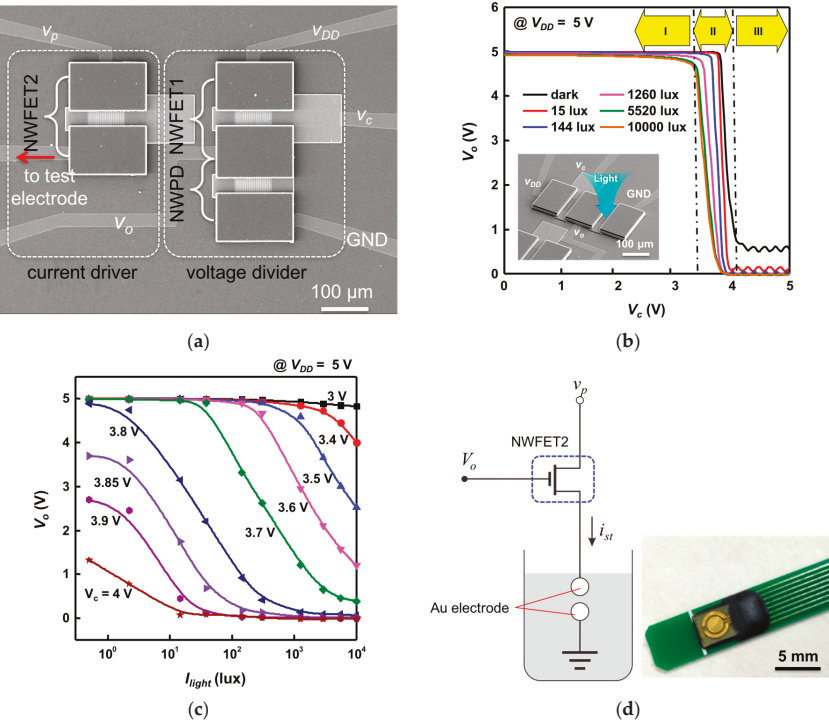 v_p
v_DD
NWFET2
NWFET1
v_c
NWPD
to test
electrode
v_o
GND
current driver
voltage divider
100 μm
(a)
@ V_DD = 5 V
I
II
III
dark
15 lux
144 lux
1260 lux
5520 lux
10000 lux
v_c
Light
v_DD
GND
v_o
100 μm
6
5
4
3
2
1
0
V_o (V)
0
1
2
3
4
5
V_c (V)
(b)
@ V_DD = 5 V
3 V
3.4 V
3.5 V
3.6 V
3.7 V
3.8 V
3.85 V
3.9 V
V_c = 4 V
6
5
4
3
2
1
0
V_o (V)
10^0
10^1
10^2
10^3
10^4
I_light (lux)
(c)
v_p
NWFET2
V_o
i_st
Au electrode
5 mm
(d)